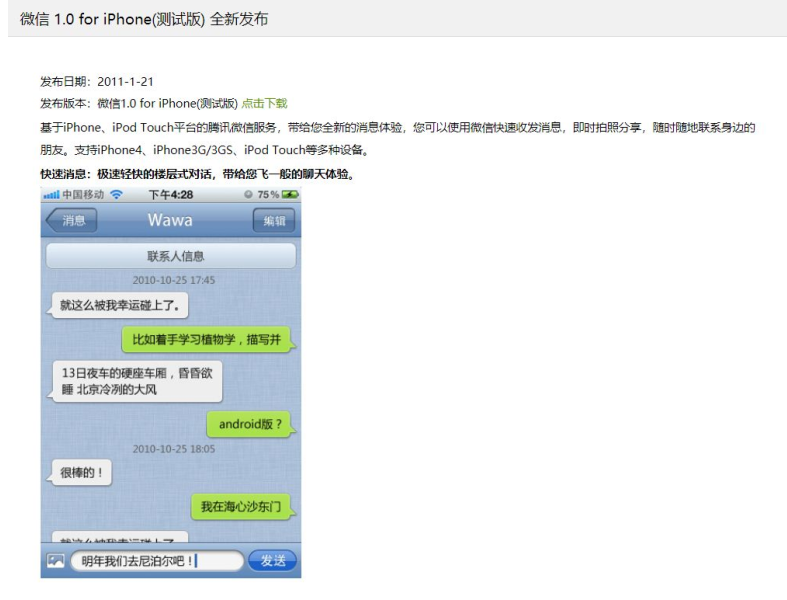 微信 1.0 for iPhone(测试版) 全新发布
发布日期：2011-1-21
发布版本：微信1.0 for iPhone(测试版) 点击下载
基于iPhone、iPod Touch平台的腾讯微信服务，带给您全新的消息体验，您可以使用微信快速收发消息，即时拍照分享，随时随地联系身边的
朋友。支持iPhone4、iPhone3G/3GS、iPod Touch等多种设备。
快速消息：极速轻快的楼层式对话，带给您飞一般的聊天体验。
中国移动 下午4:28 75%
消息 Wawa 编辑
联系人信息
2010-10-25 17:45
就这么被我幸运碰上了。
比如着手学习植物学，描写并
13日夜车的硬座车厢，昏昏欲
睡 北京冷冽的大风
android版？
2010-10-25 18:05
很棒的！
我在海心沙东门
就这么被我幸运碰上了。
明年我们去尼泊尔吧！ 发送